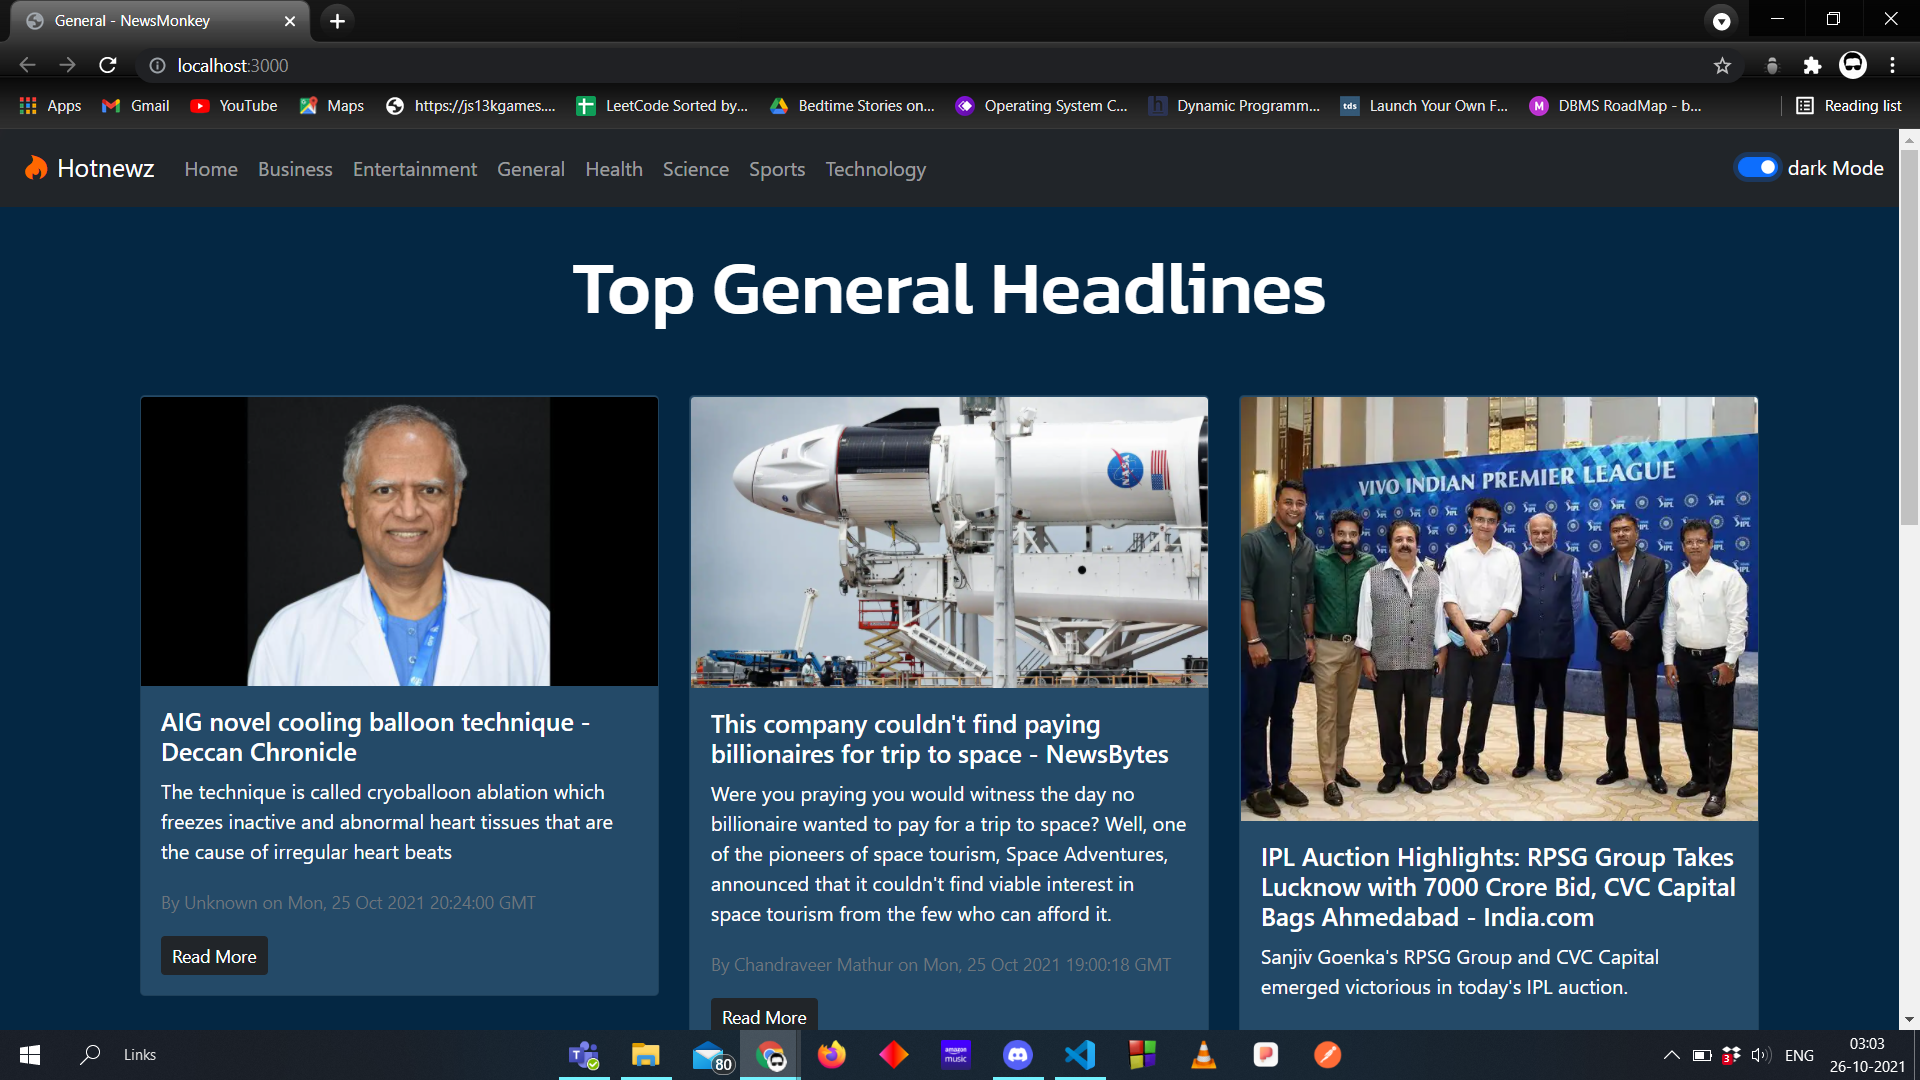 General - NewsMonkey
localhost:3000
Apps
Gmail
YouTube
Maps
https://js13kgames....
LeetCode Sorted by...
Bedtime Stories on...
Operating System C...
Dynamic Programm...
tds
Launch Your Own F...
M
DBMS RoadMap - b...
Reading list
Hotnewz
Home
Business
Entertainment
General
Health
Science
Sports
Technology
dark Mode
Top General Headlines
NASA
VIVO INDIAN PREMIER LEAGUE
AIG novel cooling balloon technique -
Deccan Chronicle
The technique is called cryoballoon ablation which
freezes inactive and abnormal heart tissues that are
the cause of irregular heart beats
By Unknown on Mon, 25 Oct 2021 20:24:00 GMT
Read More
This company couldn't find paying
billionaires for trip to space - NewsBytes
Were you praying you would witness the day no
billionaire wanted to pay for a trip to space? Well, one
of the pioneers of space tourism, Space Adventures,
announced that it couldn't find viable interest in
space tourism from the few who can afford it.
By Chandraveer Mathur on Mon, 25 Oct 2021 19:00:18 GMT
Read More
IPL Auction Highlights: RPSG Group Takes
Lucknow with 7000 Crore Bid, CVC Capital
Bags Ahmedabad - India.com
Sanjiv Goenka's RPSG Group and CVC Capital
emerged victorious in today's IPL auction.
Links
80
amazon music
3
ENG
03:03
26-10-2021